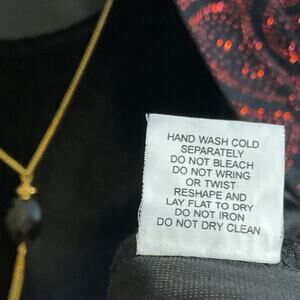 HAND WASH COLD
SEPARATELY
DO NOT BLEACH
DO NOT WRING
OR TWIST
RESHAPE AND
LAY FLAT TO DRY
DO NOT IRON
DO NOT DRY CLEAN